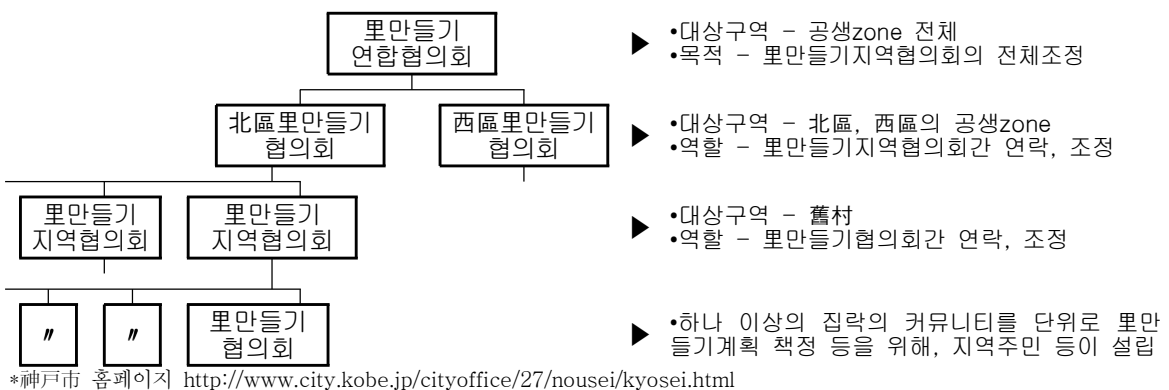 里만들기
연합협의회
▶ •대상구역 - 공생zone 전체
•목적 - 里만들기지역협의회의 전체조정
北區里만들기
협의회
西區里만들기
협의회
▶ •대상구역 - 北區, 西區의 공생zone
•역할 - 里만들기지역협의회간 연락, 조정
里만들기
지역협의회
里만들기
지역협의회
▶ •대상구역 - 舊村
•역할 - 里만들기협의회간 연락, 조정
〃
〃
里만들기
협의회
▶ •하나 이상의 집락의 커뮤니티를 단위로 里만
들기계획 책정 등을 위해, 지역주민 등이 설립
*神戸市 홈페이지 http://www.city.kobe.jp/cityoffice/27/nousei/kyosei.html